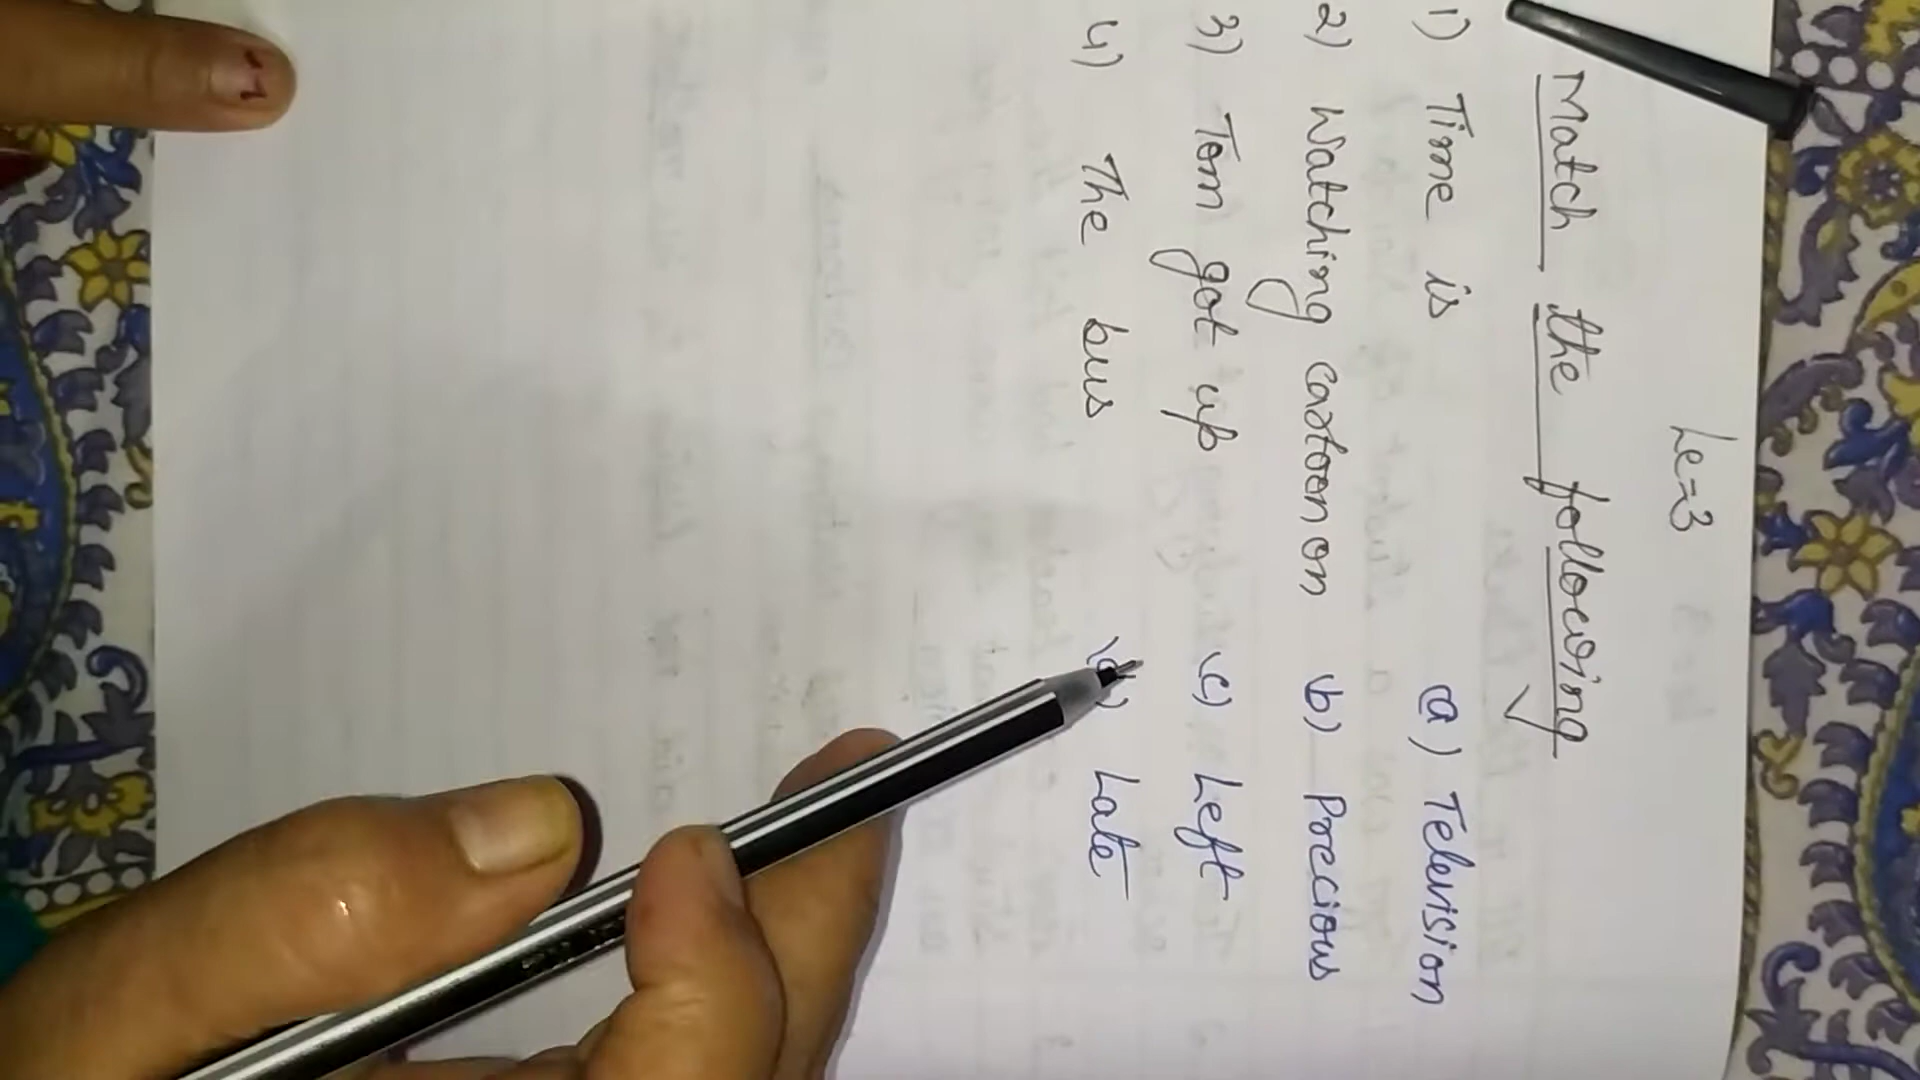 Le-3
Match the following
1) Time is a) Television
2) Watching cartoon on b) Precious
3) Tom got up c) Left
4) The bus d) Late